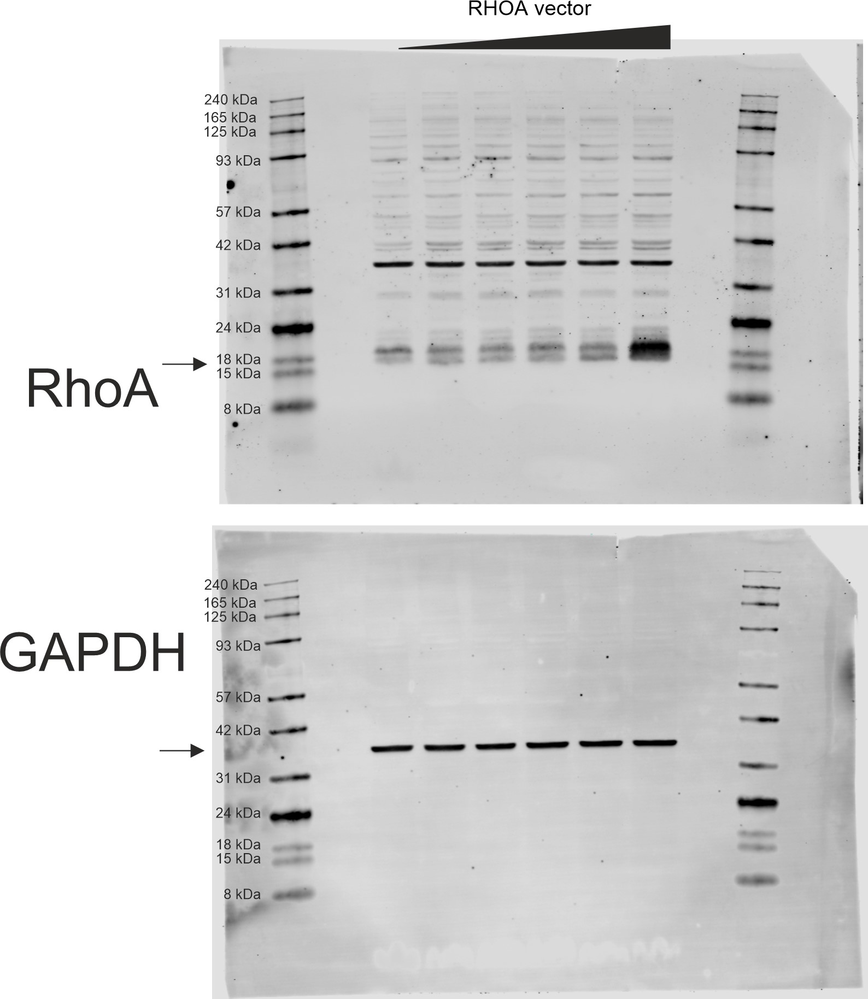 RHOA vector
240 kDa
165 kDa
125 kDa
93 kDa
57 kDa
42 kDa
31 kDa
24 kDa
18 kDa
RhoA
15 kDa
8 kDa
240 kDa
165 kDa
125 kDa
GAPDH
93 kDa
57 kDa
42 kDa
31 kDa
24 kDa
18 kDa
15 kDa
8 kDa